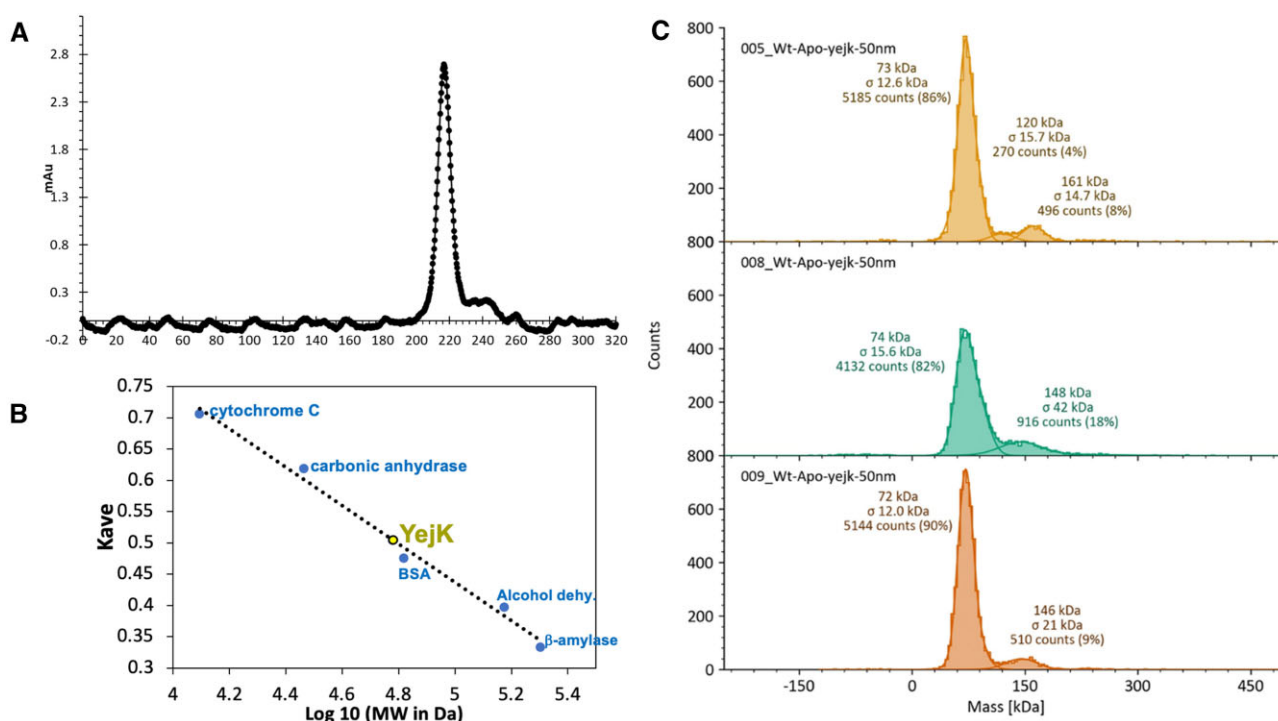 A
mAu
2.8
2.3
1.8
1.3
0.8
0.3
-0.2
0 20 40 60 80 100 120 140 160 180 200 220 240 260 280 300 320
B
Kave
0.75
0.7
0.65
0.6
0.55
0.5
0.45
0.4
0.35
0.3
cytochrome C
carbonic anhydrase
YejK
BSA
Alcohol dehy.
β-amylase
4 4.2 4.4 4.6 4.8 5 5.2 5.4
Log 10 (MW in Da)
C
Counts
800
600
400
200
005_Wt-Apo-yejk-50nm
73 kDa
σ 12.6 kDa
5185 counts (86%)
120 kDa
σ 15.7 kDa
270 counts (4%)
161 kDa
σ 14.7 kDa
496 counts (8%)
800
600
400
200
008_Wt-Apo-yejk-50nm
74 kDa
σ 15.6 kDa
4132 counts (82%)
148 kDa
σ 42 kDa
916 counts (18%)
800
600
400
200
0
009_Wt-Apo-yejk-50nm
72 kDa
σ 12.0 kDa
5144 counts (90%)
146 kDa
σ 21 kDa
510 counts (9%)
-150 0 150 300 450
Mass [kDa]